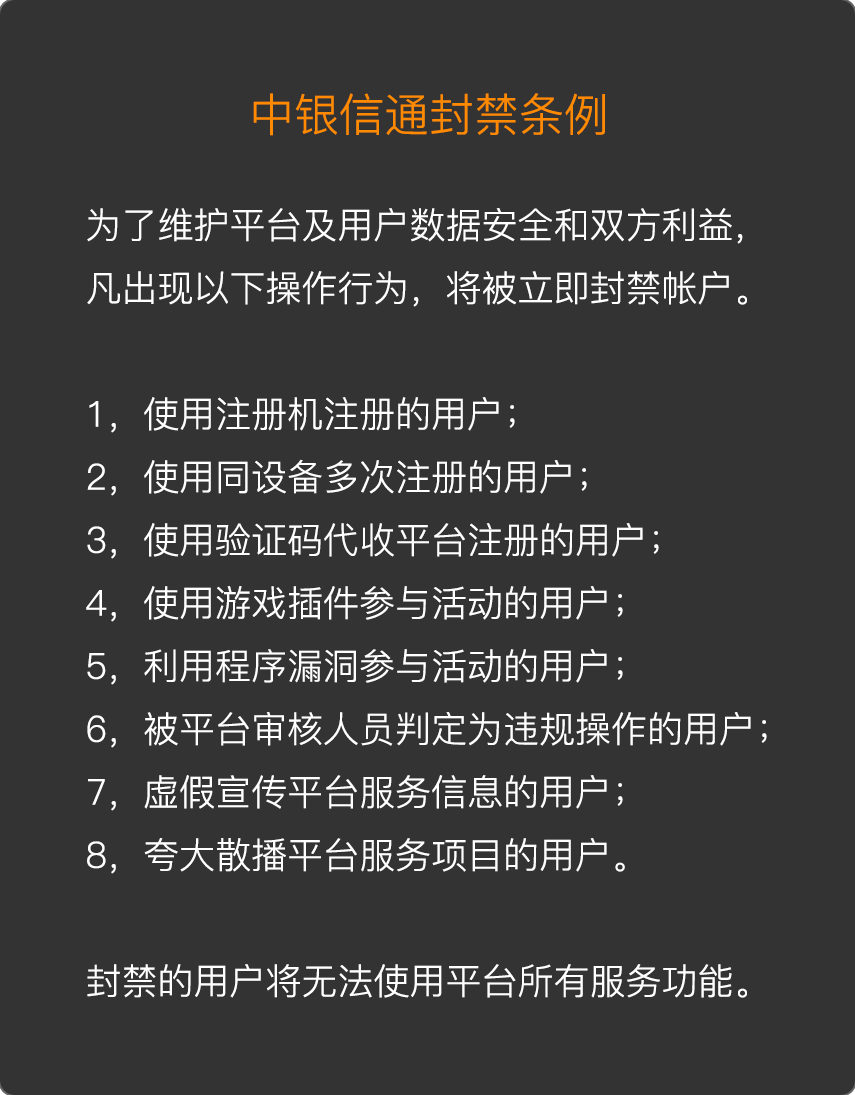 中银信通封禁条例
为了维护平台及用户数据安全和双方利益，
凡出现以下操作行为，将被立即封禁帐户。
1，使用注册机注册的用户；
2，使用同设备多次注册的用户；
3，使用验证码代收平台注册的用户；
4，使用游戏插件参与活动的用户；
5，利用程序漏洞参与活动的用户；
6，被平台审核人员判定为违规操作的用户；
7，虚假宣传平台服务信息的用户；
8，夸大散播平台服务项目的用户。
封禁的用户将无法使用平台所有服务功能。